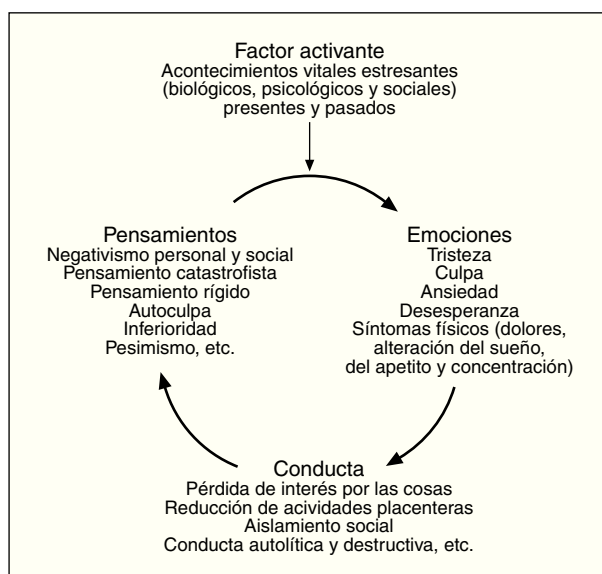 Factor activante
Acontecimientos vitales estresantes
(biológicos, psicológicos y sociales)
presentes y pasados
Pensamientos
Negativismo personal y social
Pensamiento catastrofista
Pensamiento rígido
Autoculpa
Inferioridad
Pesimismo, etc.
Emociones
Tristeza
Culpa
Ansiedad
Desesperanza
Síntomas físicos (dolores,
alteración del sueño,
del apetito y concentración)
Conducta
Pérdida de interés por las cosas
Reducción de acividades placenteras
Aislamiento social
Conducta autolítica y destructiva, etc.